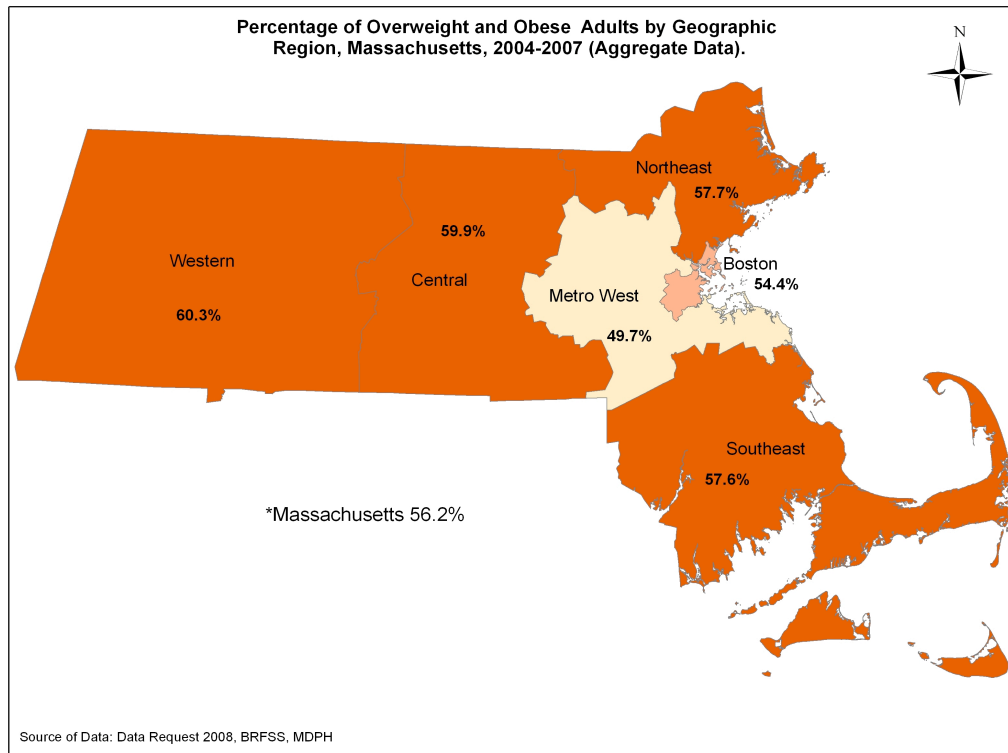 Percentage of Overweight and Obese Adults by Geographic
Region, Massachusetts, 2004-2007 (Aggregate Data).
N
Northeast
57.7%
59.9%
Western
Central
Boston
54.4%
Metro West
60.3%
49.7%
Southeast
57.6%
*Massachusetts 56.2%
Source of Data: Data Request 2008, BRFSS, MDPH